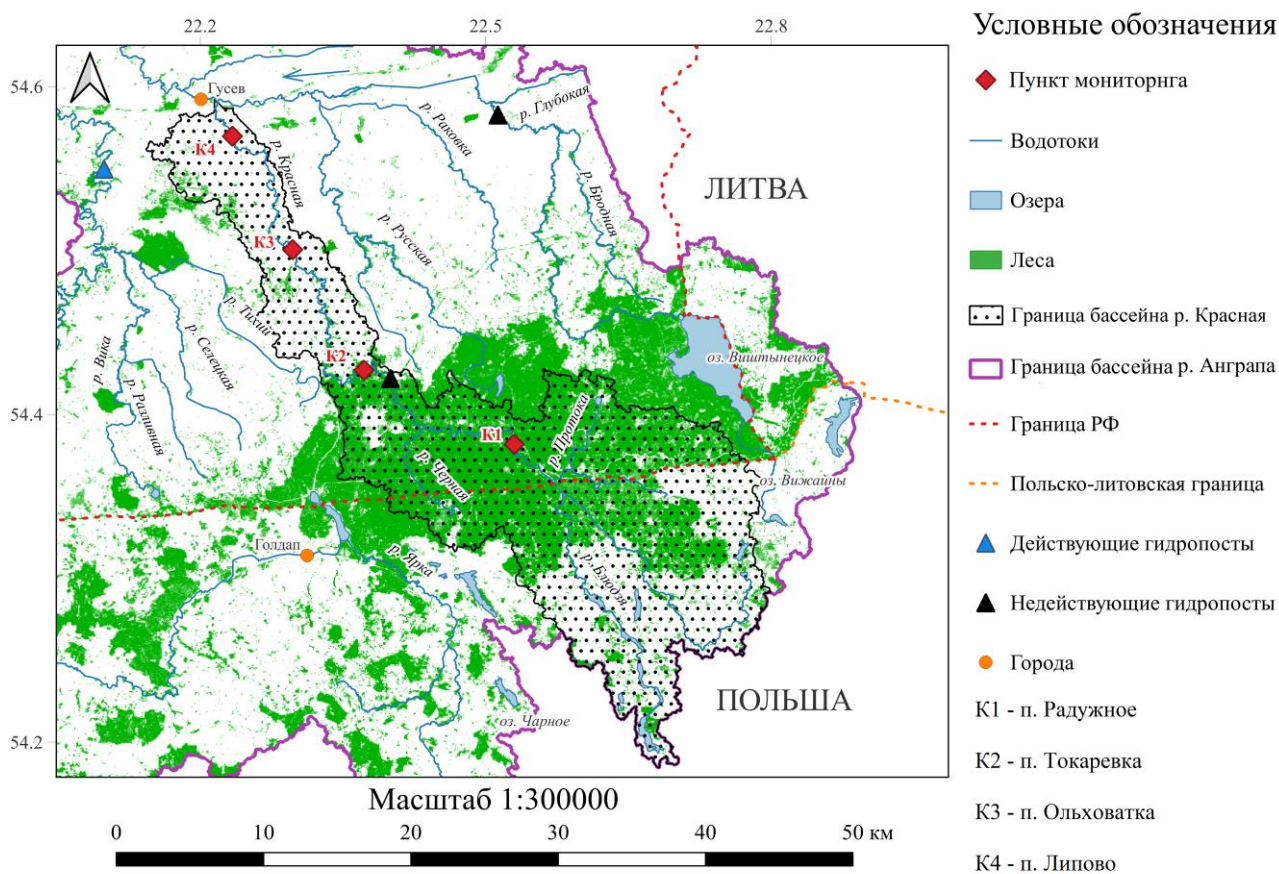 22.2
22.5
22.8
Условные обозначения
54.6
Гусев
р. Глубокая
Пункт мониторнга
р. Раковка
К4
р. Красная
Водотоки
р. Бродная
ЛИТВА
Озера
К3
р. Русская
Леса
р. Тихий
р. Селецкая
Граница бассейна р. Красная
р. Вика
К2
оз. Виштынецкое
Граница бассейна р. Анграпа
р. Разливная
54.4
К1
р. Протока
Граница РФ
р. Черная
оз. Вижайны
Польско-литовская граница
Голдап
р. Ярка
Действующие гидропосты
р. Блюдзя
Недействующие гидропосты
Города
ПОЛЬША
оз. Чарное
К1 - п. Радужное
54.2
К2 - п. Токаревка
Масштаб 1:300000
К3 - п. Ольховатка
0 10 20 30 40 50 км
К4 - п. Липово